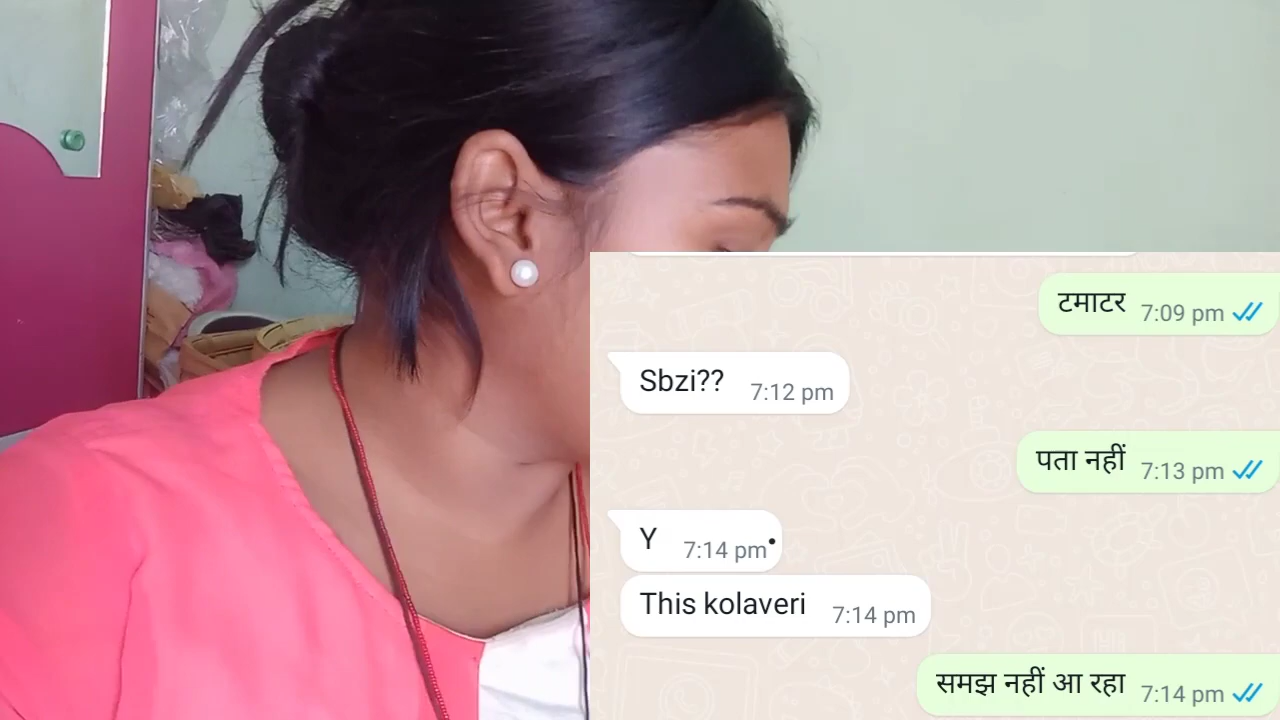 टमाटर 7:09 pm
Sbzi?? 7:12 pm
पता नहीं 7:13 pm
Y 7:14 pm
This kolaveri 7:14 pm
समझ नहीं आ रहा 7:14 pm